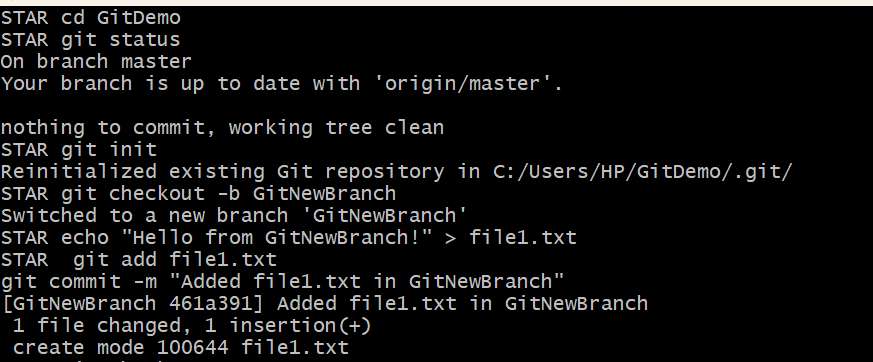 STAR cd GitDemo
STAR git status
On branch master
Your branch is up to date with 'origin/master'.
nothing to commit, working tree clean
STAR git init
Reinitialized existing Git repository in C:/Users/HP/GitDemo/.git/
STAR git checkout -b GitNewBranch
Switched to a new branch 'GitNewBranch'
STAR echo "Hello from GitNewBranch!" > file1.txt
STAR  git add file1.txt
git commit -m "Added file1.txt in GitNewBranch"
[GitNewBranch 461a391] Added file1.txt in GitNewBranch
 1 file changed, 1 insertion(+)
 create mode 100644 file1.txt